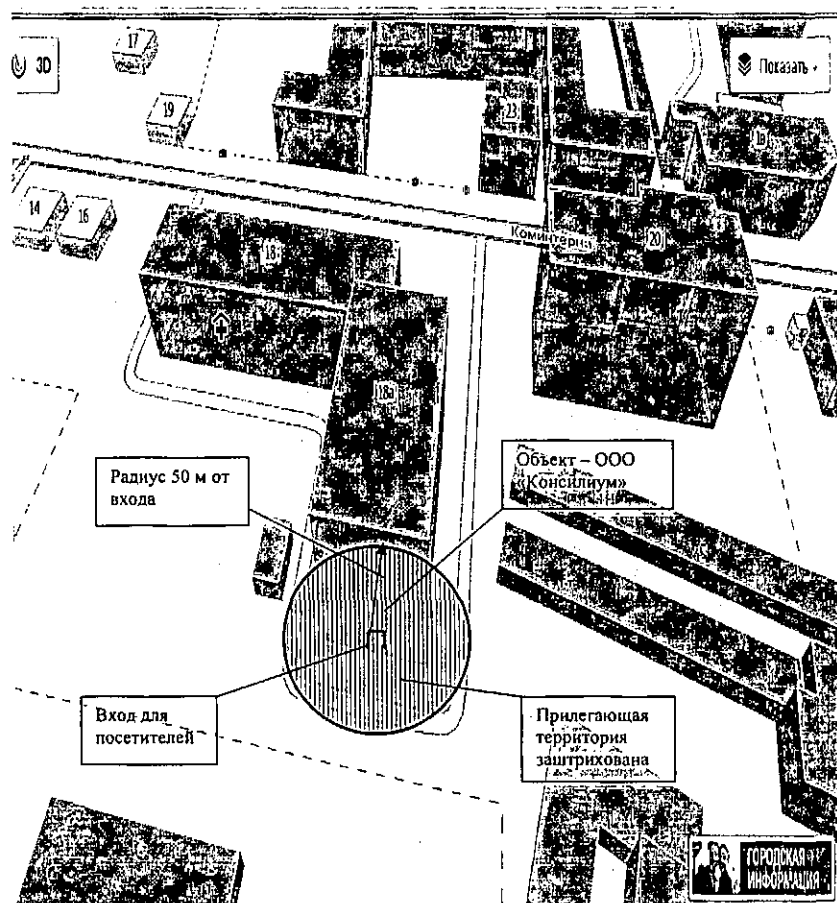 17
3D
Показать
19
23
1в
14
16
18
Коминтерна
20
18а
Радиус 50 м от
входа
Объект – ООО
«Консилиум»
Вход для
посетителей
Прилегающая
территория
заштрихована
ГОРОДСКАЯ
ИНФОРМАЦИЯ